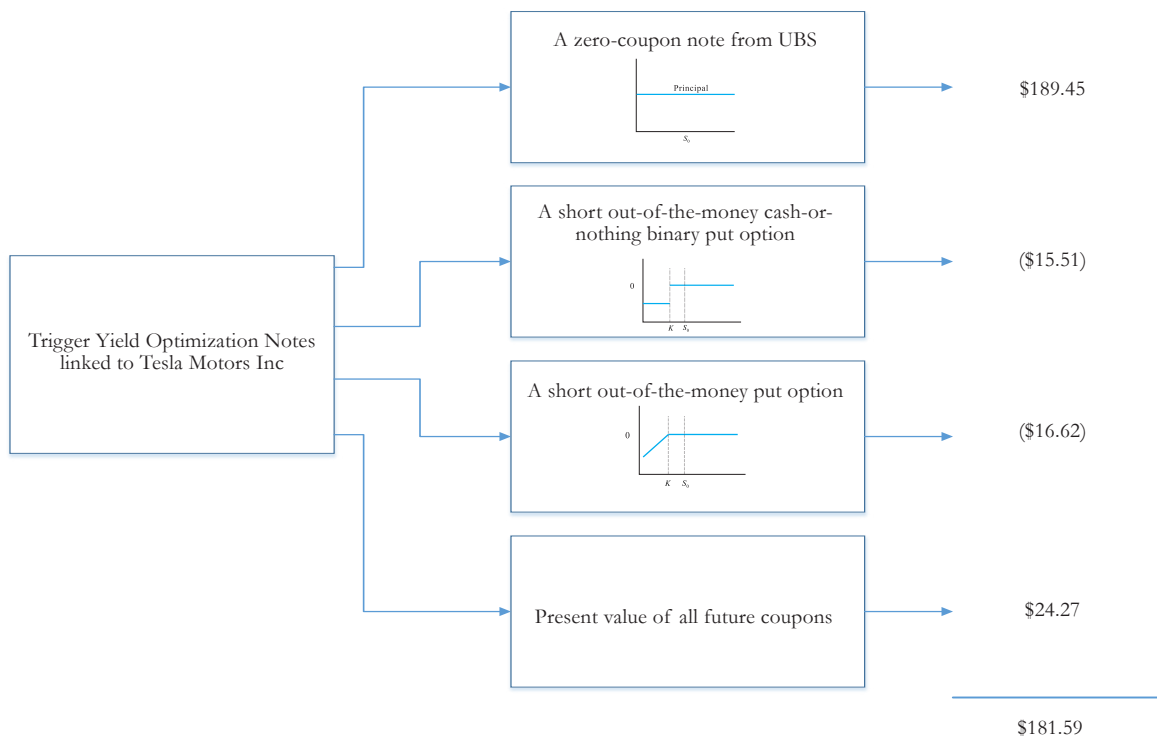 A zero-coupon note from UBS
Principal
S0
$189.45
A short out-of-the-money cash-or-
nothing binary put option
0
K S0
($15.51)
Trigger Yield Optimization Notes
linked to Tesla Motors Inc
A short out-of-the-money put option
0
K S0
($16.62)
Present value of all future coupons
$24.27
$181.59